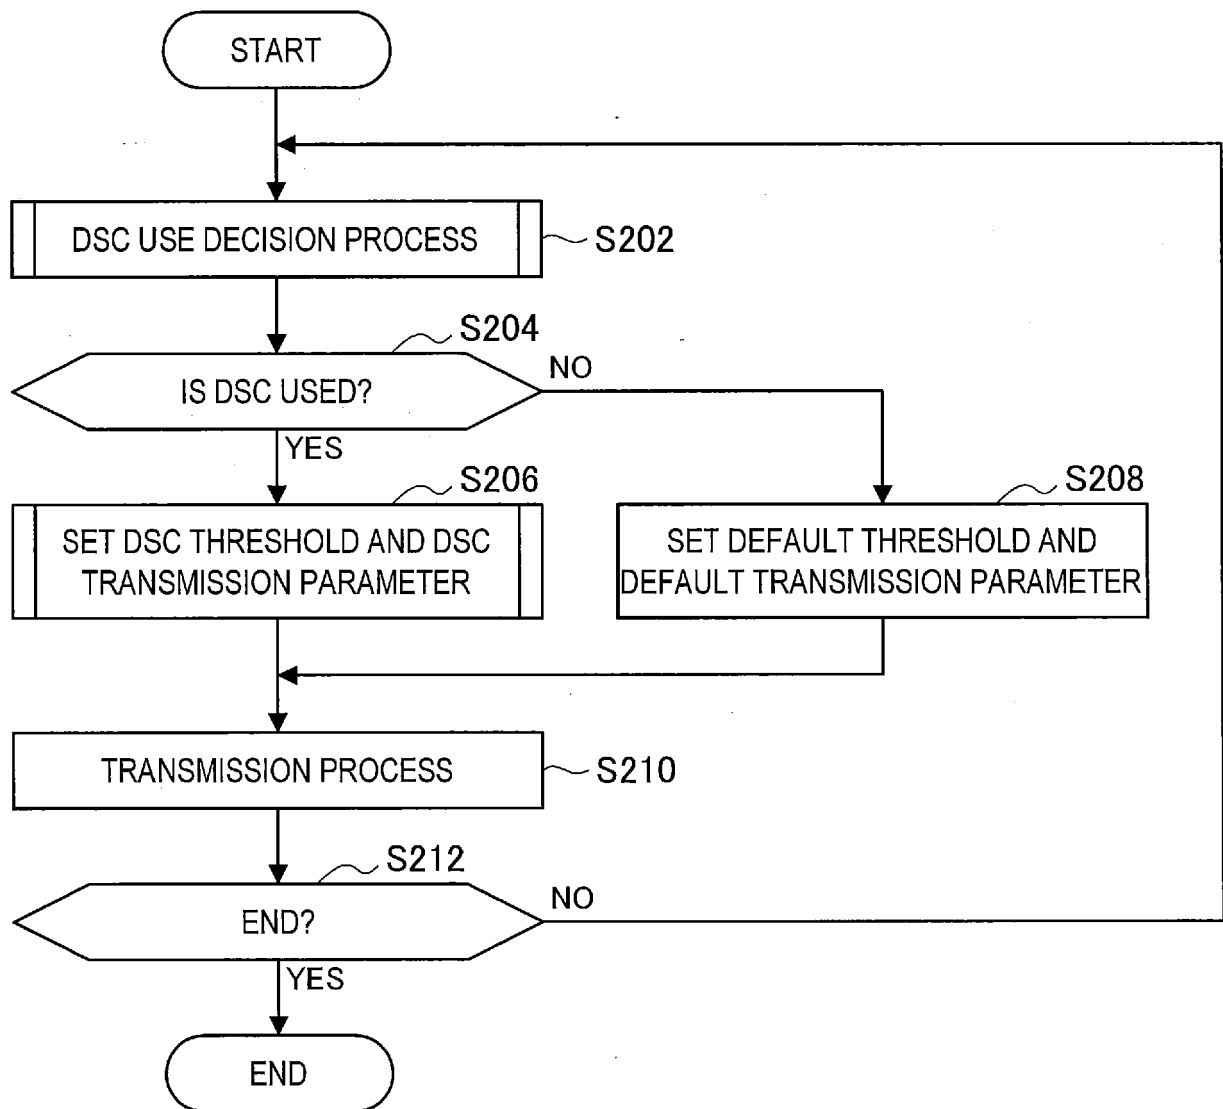 START
DSC USE DECISION PROCESS
S202
S204
IS DSC USED?
NO
YES
S206
SET DSC THRESHOLD AND DSC
TRANSMISSION PARAMETER
S208
SET DEFAULT THRESHOLD AND
DEFAULT TRANSMISSION PARAMETER
TRANSMISSION PROCESS
S210
S212
END?
NO
YES
END